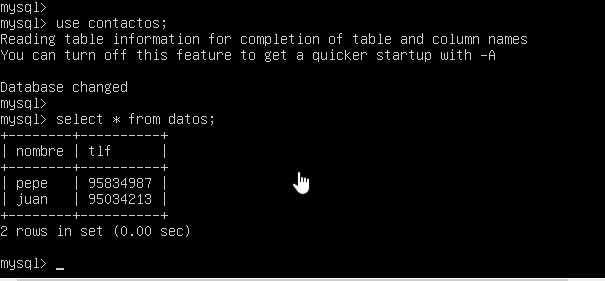 mysql>
mysql> use contactos;
Reading table information for completion of table and column names
You can turn off this feature to get a quicker startup with -A
Database changed
mysql>
mysql> select * from datos;
+--------+----------+
| nombre | tlf      |
+--------+----------+
| pepe   | 95834987 |
| juan   | 95034213 |
+--------+----------+
2 rows in set (0.00 sec)
mysql> _